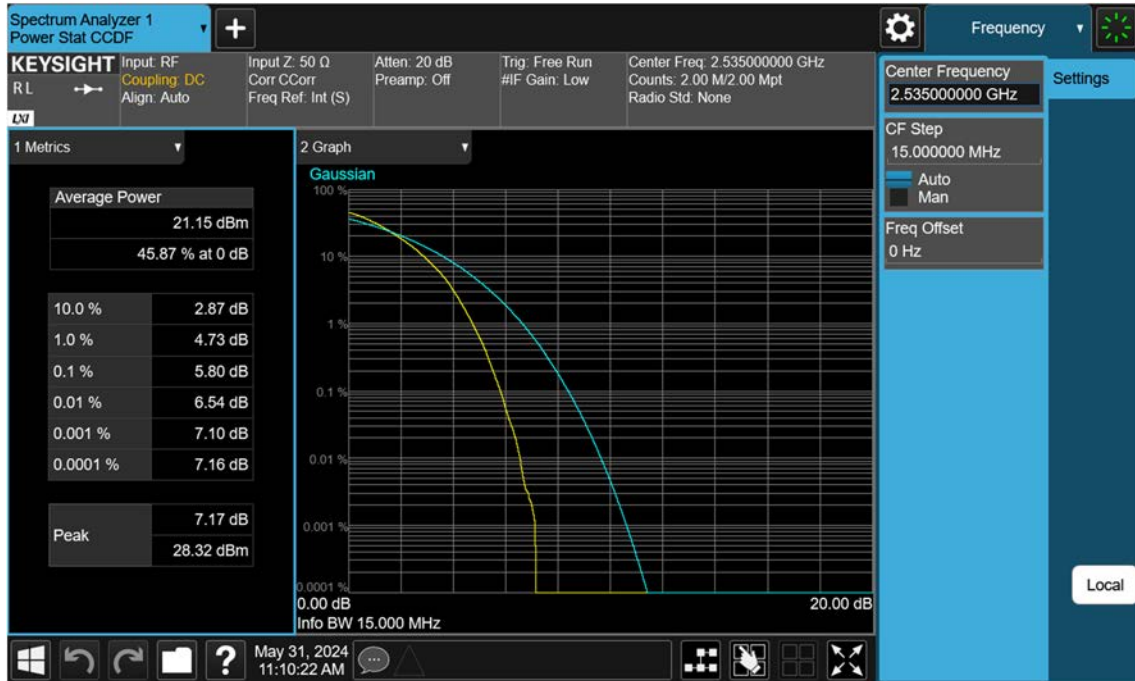 Spectrum Analyzer 1
Power Stat CCDF
Frequency
KEYSIGHT
RL
LXI
Input: RF
Coupling: DC
Align: Auto
Input Z: 50 Ω
Corr CCorr
Freq Ref: Int (S)
Atten: 20 dB
Preamp: Off
Trig: Free Run
#IF Gain: Low
Center Freq: 2.535000000 GHz
Counts: 2.00 M/2.00 Mpt
Radio Std: None
Center Frequency
2.535000000 GHz
Settings
CF Step
15.000000 MHz
Auto
Man
Freq Offset
0 Hz
Local
1 Metrics
Average Power
21.15 dBm
45.87 % at 0 dB
10.0 % 2.87 dB
1.0 % 4.73 dB
0.1 % 5.80 dB
0.01 % 6.54 dB
0.001 % 7.10 dB
0.0001 % 7.16 dB
Peak
7.17 dB
28.32 dBm
2 Graph
Gaussian
100 %
10 %
1 %
0.1 %
0.01 %
0.001 %
0.0001 %
0.00 dB 20.00 dB
Info BW 15.000 MHz
?
May 31, 2024
11:10:22 AM